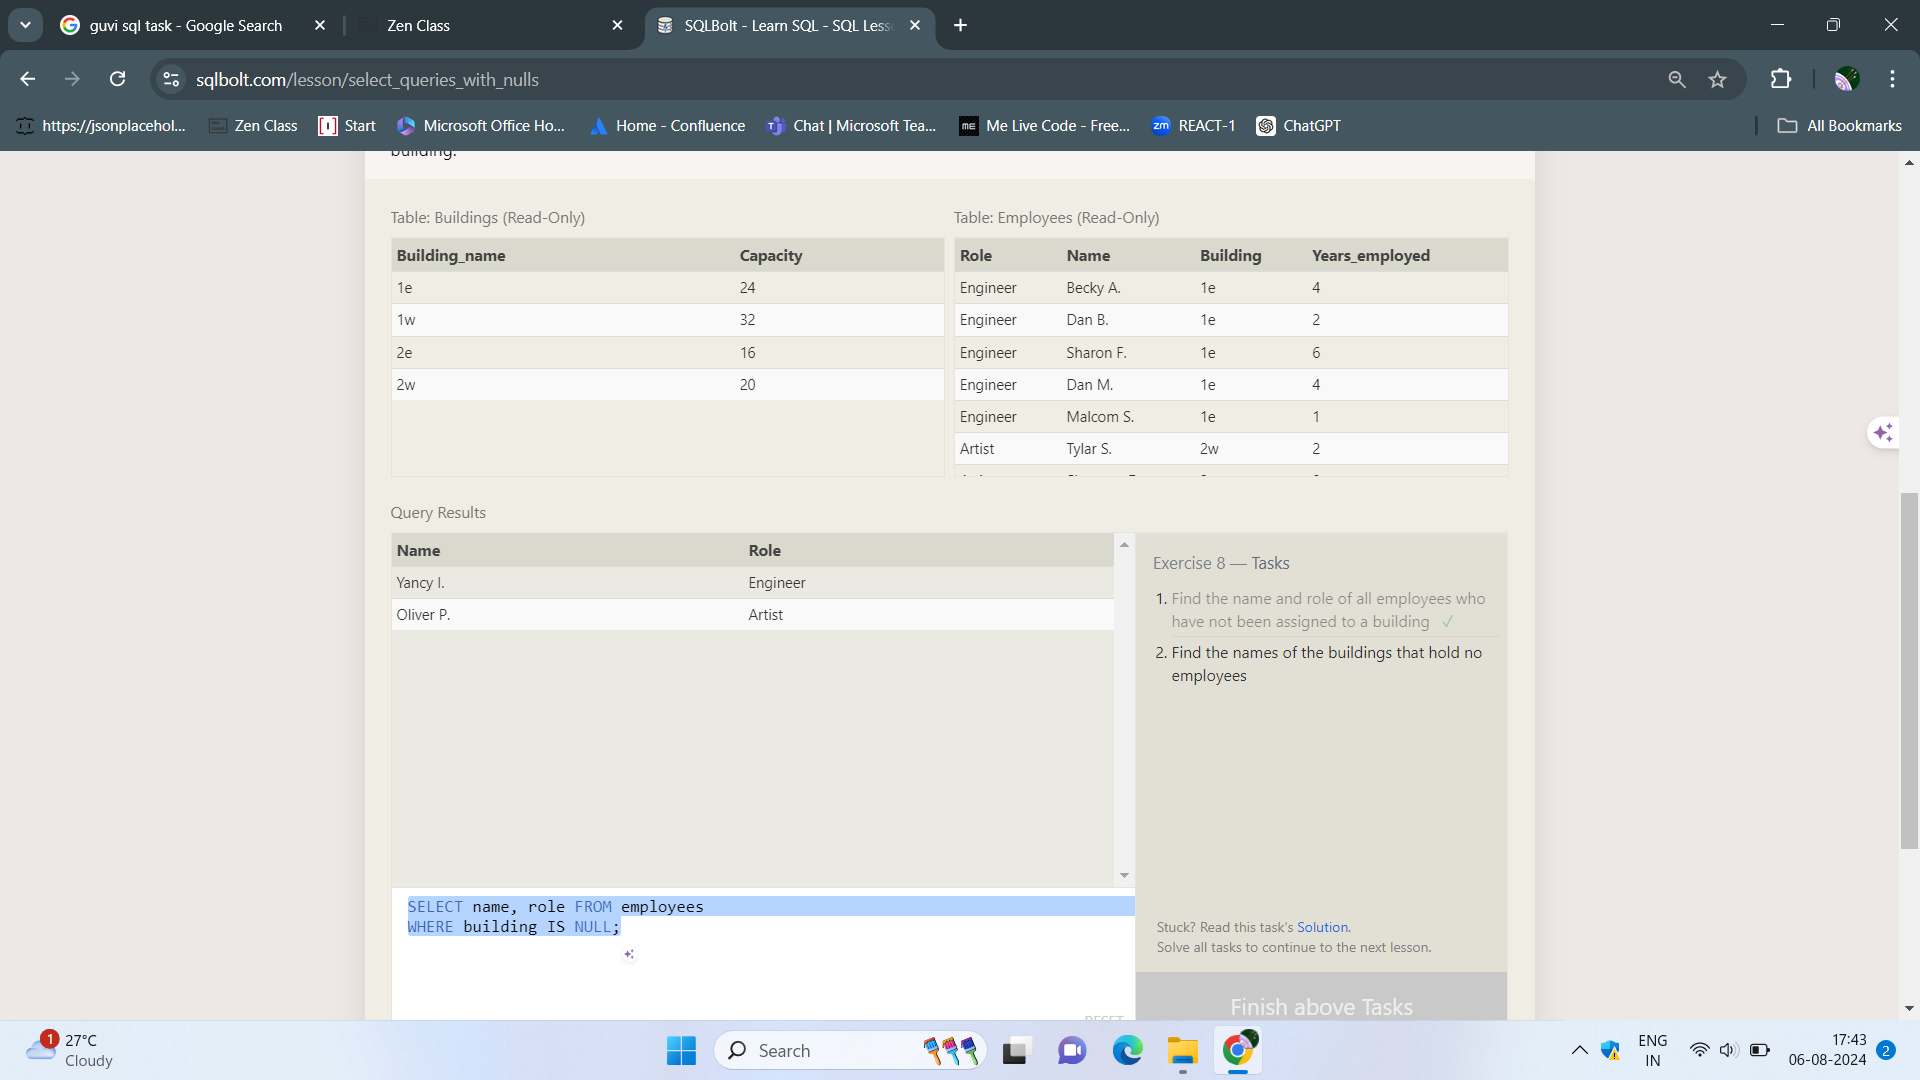 guvi sql task - Google Search
Zen Class
SQLBolt - Learn SQL - SQL Less
sqlbolt.com/lesson/select_queries_with_nulls
https://jsonplacehol...
Zen Class
Start
Microsoft Office Ho...
Home - Confluence
Chat | Microsoft Tea...
Me Live Code - Free...
REACT-1
ChatGPT
All Bookmarks
building.
Table: Buildings (Read-Only)
Building_name Capacity
1e 24
1w 32
2e 16
2w 20
Table: Employees (Read-Only)
Role Name Building Years_employed
Engineer Becky A. 1e 4
Engineer Dan B. 1e 2
Engineer Sharon F. 1e 6
Engineer Dan M. 1e 4
Engineer Malcom S. 1e 1
Artist Tylar S. 2w 2
Query Results
Name Role
Yancy I. Engineer
Oliver P. Artist
Exercise 8 — Tasks
1. Find the name and role of all employees who
have not been assigned to a building ✓
2. Find the names of the buildings that hold no
employees
SELECT name, role FROM employees
WHERE building IS NULL;
Stuck? Read this task's Solution.
Solve all tasks to continue to the next lesson.
RESET
Finish above Tasks
1
27°C
Cloudy
Search
ENG
IN
17:43
06-08-2024
2